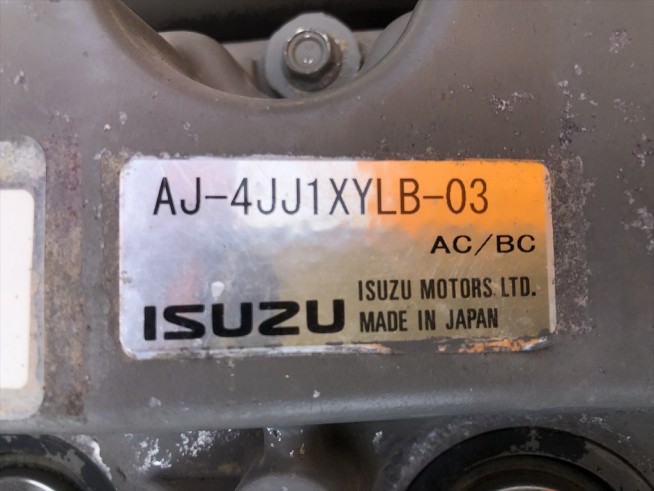 AJ-4JJ1XYLB-03
AC/BC
ISUZU
ISUZU MOTORS LTD.
MADE IN JAPAN